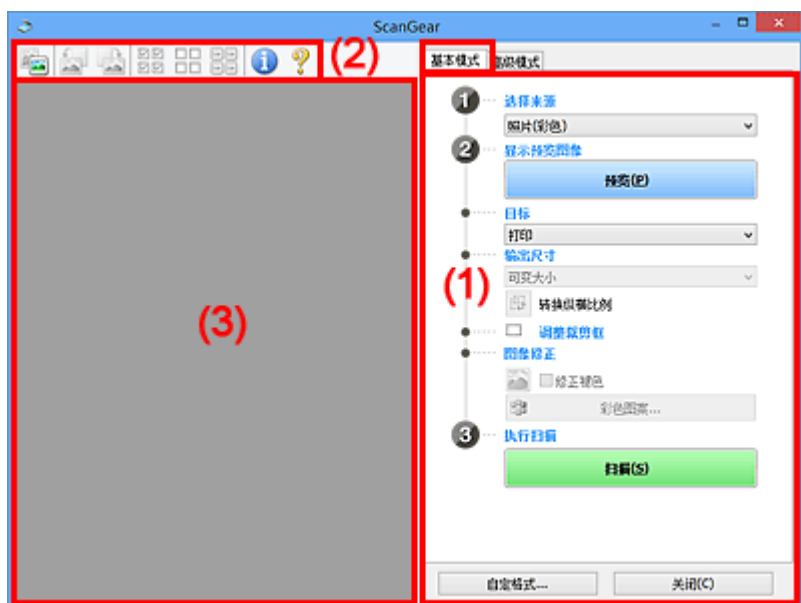 ScanGear
(2)
基本模式 高级模式
(3)
(1)
1 选择来源
照片(彩色)
2 显示预览图像
预览(P)
目标
打印
输出尺寸
可变大小
转换纵横比例
调整裁剪框
图像修正
修正褪色
彩色图案...
3 执行扫描
扫描(S)
自定格式... 关闭(C)